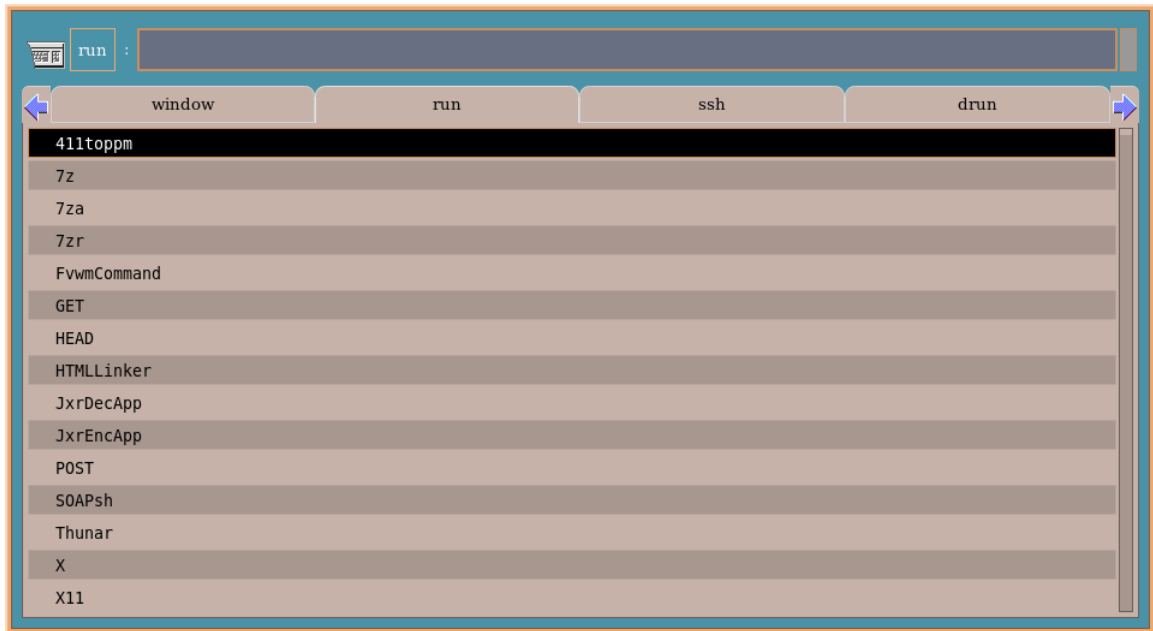 run :
window run ssh drun
411toppm
7z
7za
7zr
FvwmCommand
GET
HEAD
HTMLLinker
JxrDecApp
JxrEncApp
POST
SOAPsh
Thunar
X
X11